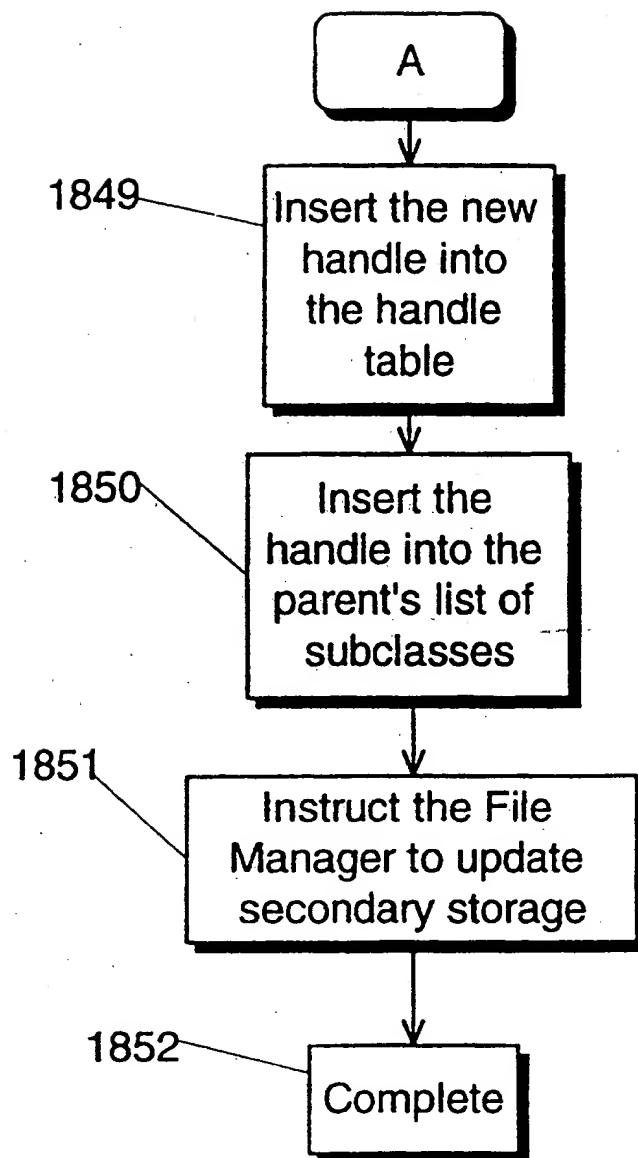 A
1849
Insert the new
handle into
the handle
table
1850
Insert the
handle into the
parent's list of
subclasses
1851
Instruct the File
Manager to update
secondary storage
1852
Complete